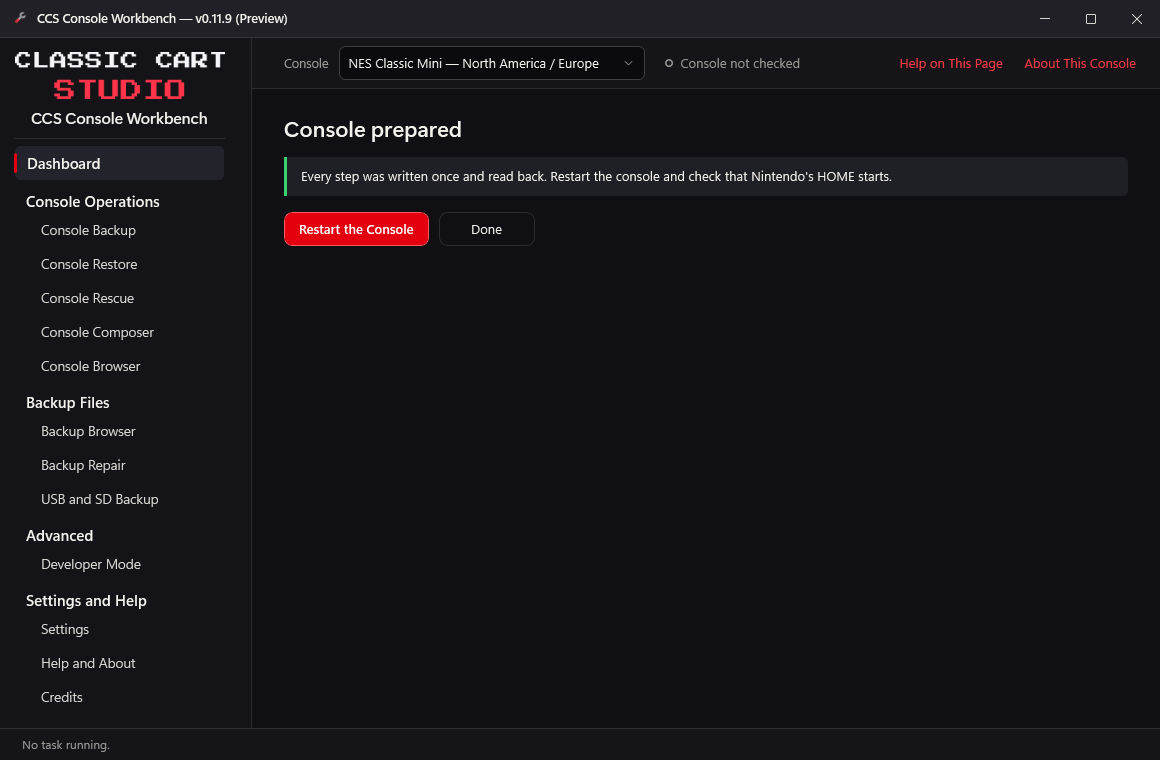 CCS Console Workbench — v0.11.9 (Preview)
CLASSIC CART
STUDIO
CCS Console Workbench
Dashboard
Console Operations
Console Backup
Console Restore
Console Rescue
Console Composer
Console Browser
Backup Files
Backup Browser
Backup Repair
USB and SD Backup
Advanced
Developer Mode
Settings and Help
Settings
Help and About
Credits
Console NES Classic Mini — North America / Europe Console not checked Help on This Page About This Console
Console prepared
Every step was written once and read back. Restart the console and check that Nintendo's HOME starts.
Restart the Console Done
No task running.